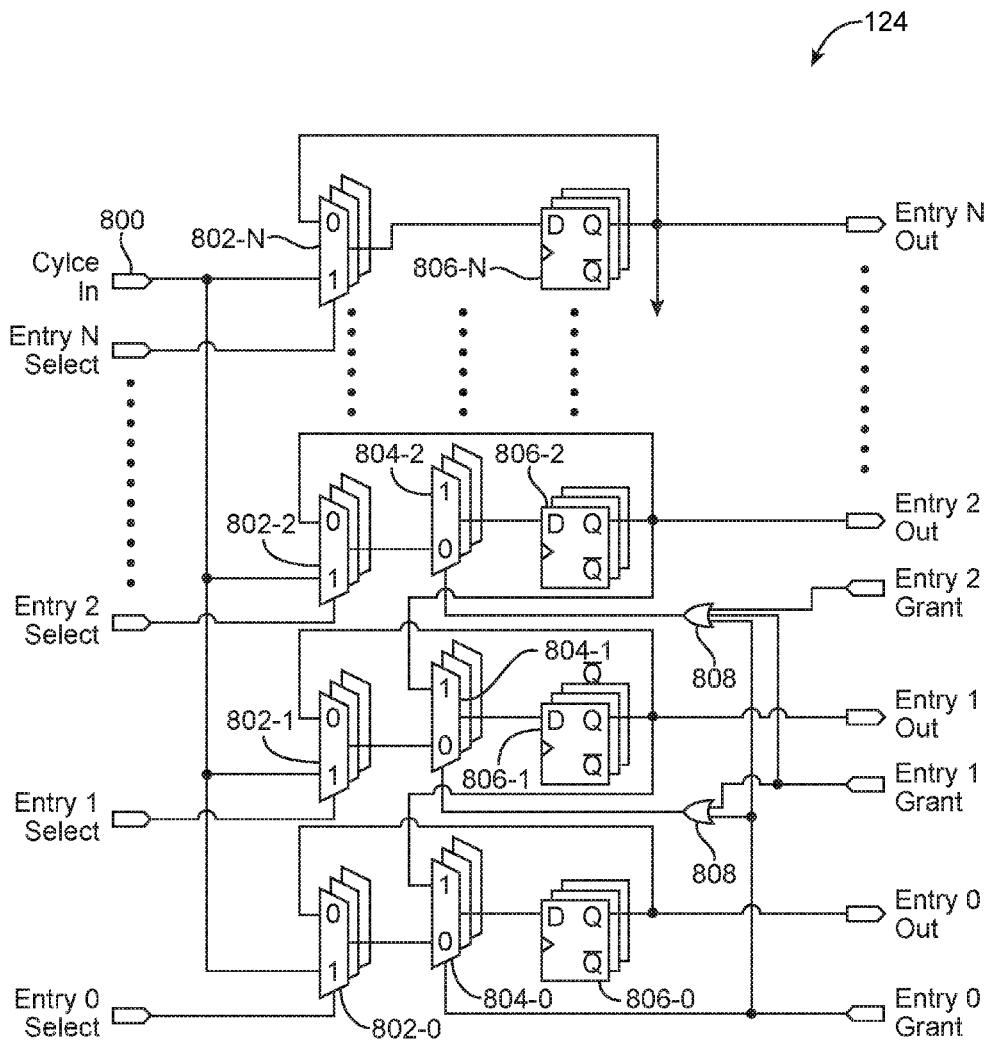 124
800
Cylce
In
802-N
0
1
D Q
Q̅
806-N
Entry N
Out
Entry N
Select
804-2
806-2
802-2
0
1
1
0
D Q
Q̅
Entry 2
Out
Entry 2
Grant
Entry 2
Select
808
804-1
Q̅
802-1
0
1
1
0
D Q
Q̅
806-1
Entry 1
Out
Entry 1
Grant
Entry 1
Select
808
0
1
1
0
D Q
Q̅
Entry 0
Out
Entry 0
Select
802-0
804-0
806-0
Entry 0
Grant